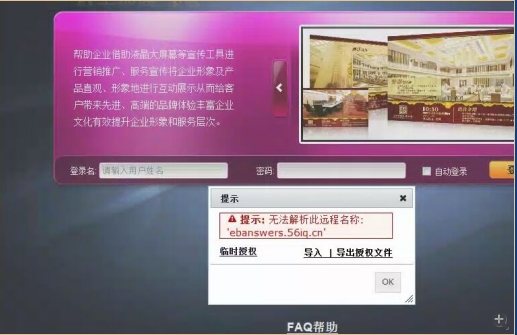 帮助企业借助液晶大屏幕等宣传工具进
行营销推广、服务宣传将企业形象及产
品直观、形象地进行互动展示从而给客
户带来先进、高端的品牌体验丰富企业
文化有效提升企业形象和服务层次。
登录名: 请输入用户姓名 密码: 自动登录
提示
提示: 无法解析此远程名称:
'ebanswers.56iq.cn'
临时授权 导入 | 导出授权文件
OK
FAQ帮助